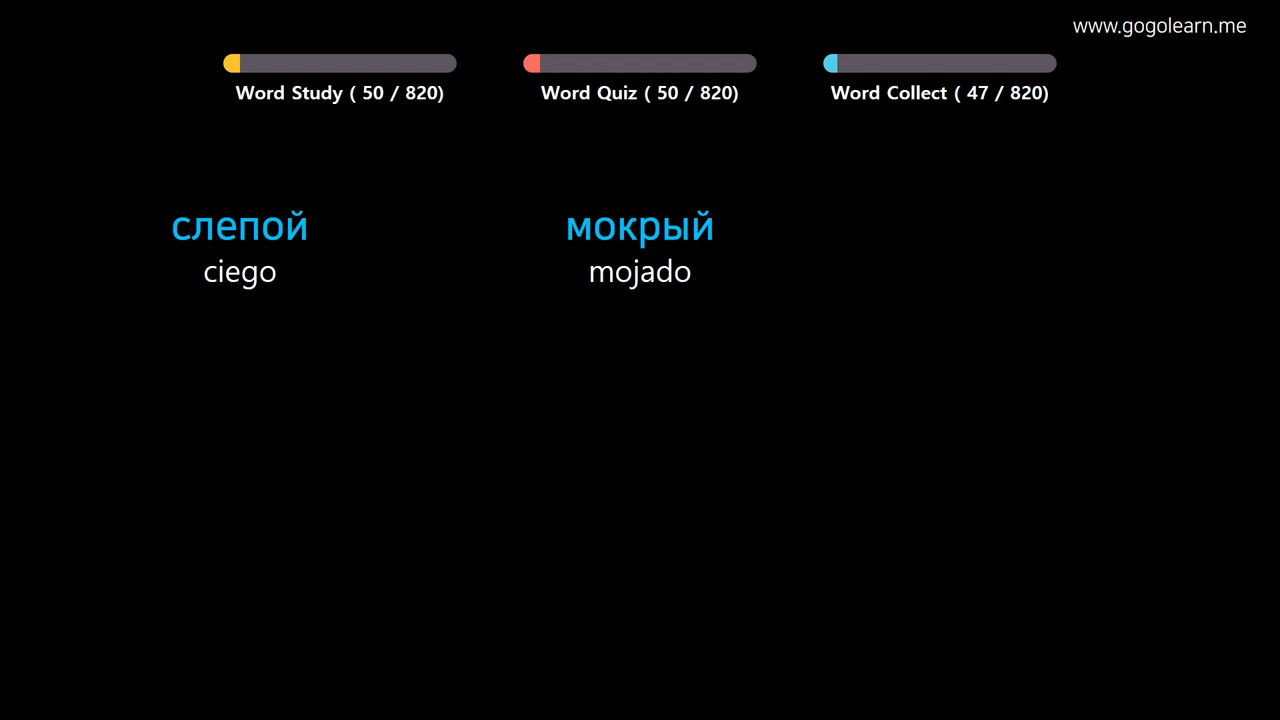 www.gogolearn.me
Word Study ( 50 / 820)
Word Quiz ( 50 / 820)
Word Collect ( 47 / 820)
слепой
ciego
мокрый
mojado